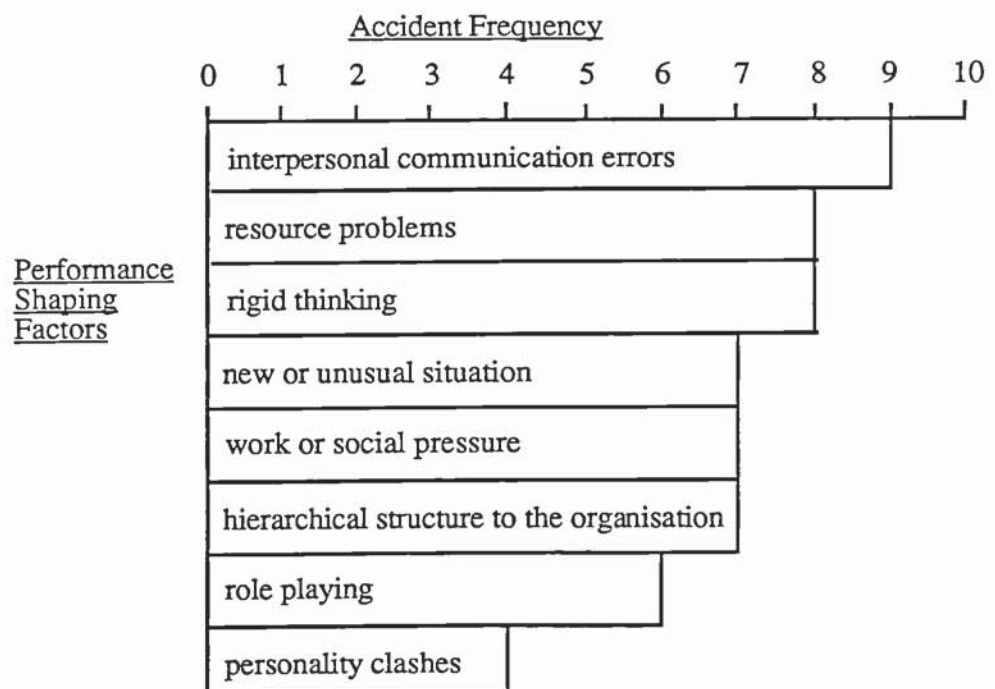 Accident Frequency
0 1 2 3 4 5 6 7 8 9 10
interpersonal communication errors
resource problems
Performance
Shaping
Factors
rigid thinking
new or unusual situation
work or social pressure
hierarchical structure to the organisation
role playing
personality clashes